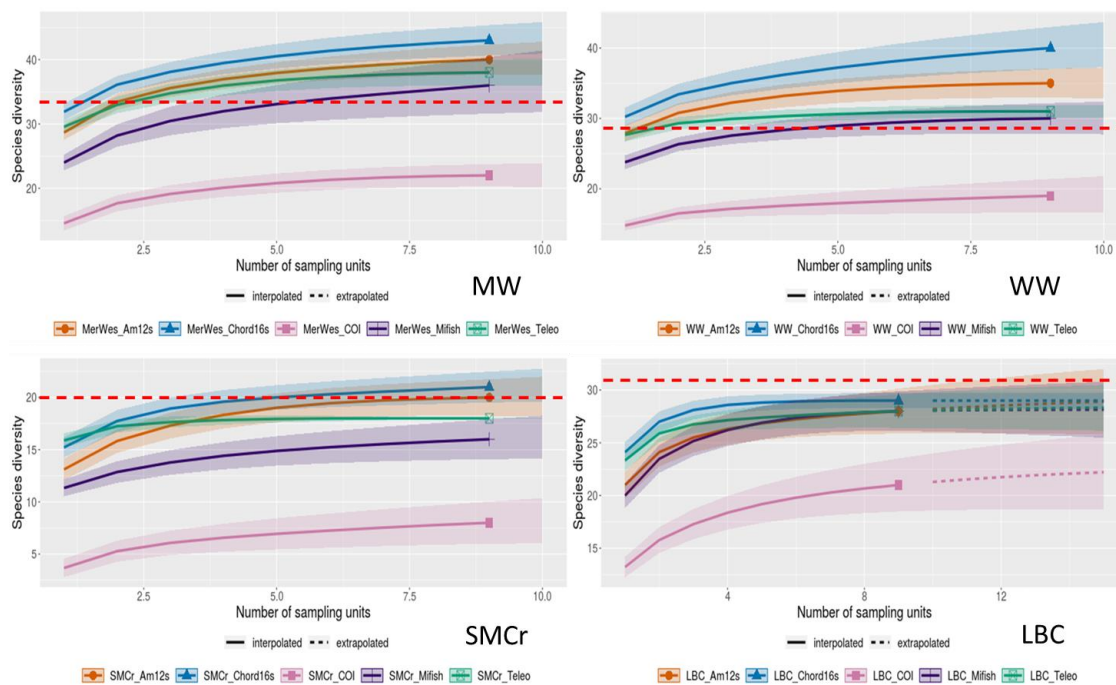 Species diversity
40
30
20
2.5 5.0 7.5 10.0
Number of sampling units
interpolated extrapolated
MW
MerWes_Am12s MerWes_Chord16s MerWes_COI MerWes_Mifish MerWes_Teleo
Species diversity
40
30
20
2.5 5.0 7.5 10.0
Number of sampling units
interpolated extrapolated
WW
WW_Am12s WW_Chord16s WW_COI WW_Mifish WW_Teleo
Species diversity
20
15
10
5
2.5 5.0 7.5 10.0
Number of sampling units
interpolated extrapolated
SMCr
SMCr_Am12s SMCr_Chord16s SMCr_COI SMCr_Mifish SMCr_Teleo
Species diversity
30
25
20
15
4 8 12
Number of sampling units
interpolated extrapolated
LBC
LBC_Am12s LBC_Chord16s LBC_COI LBC_Mifish LBC_Teleo